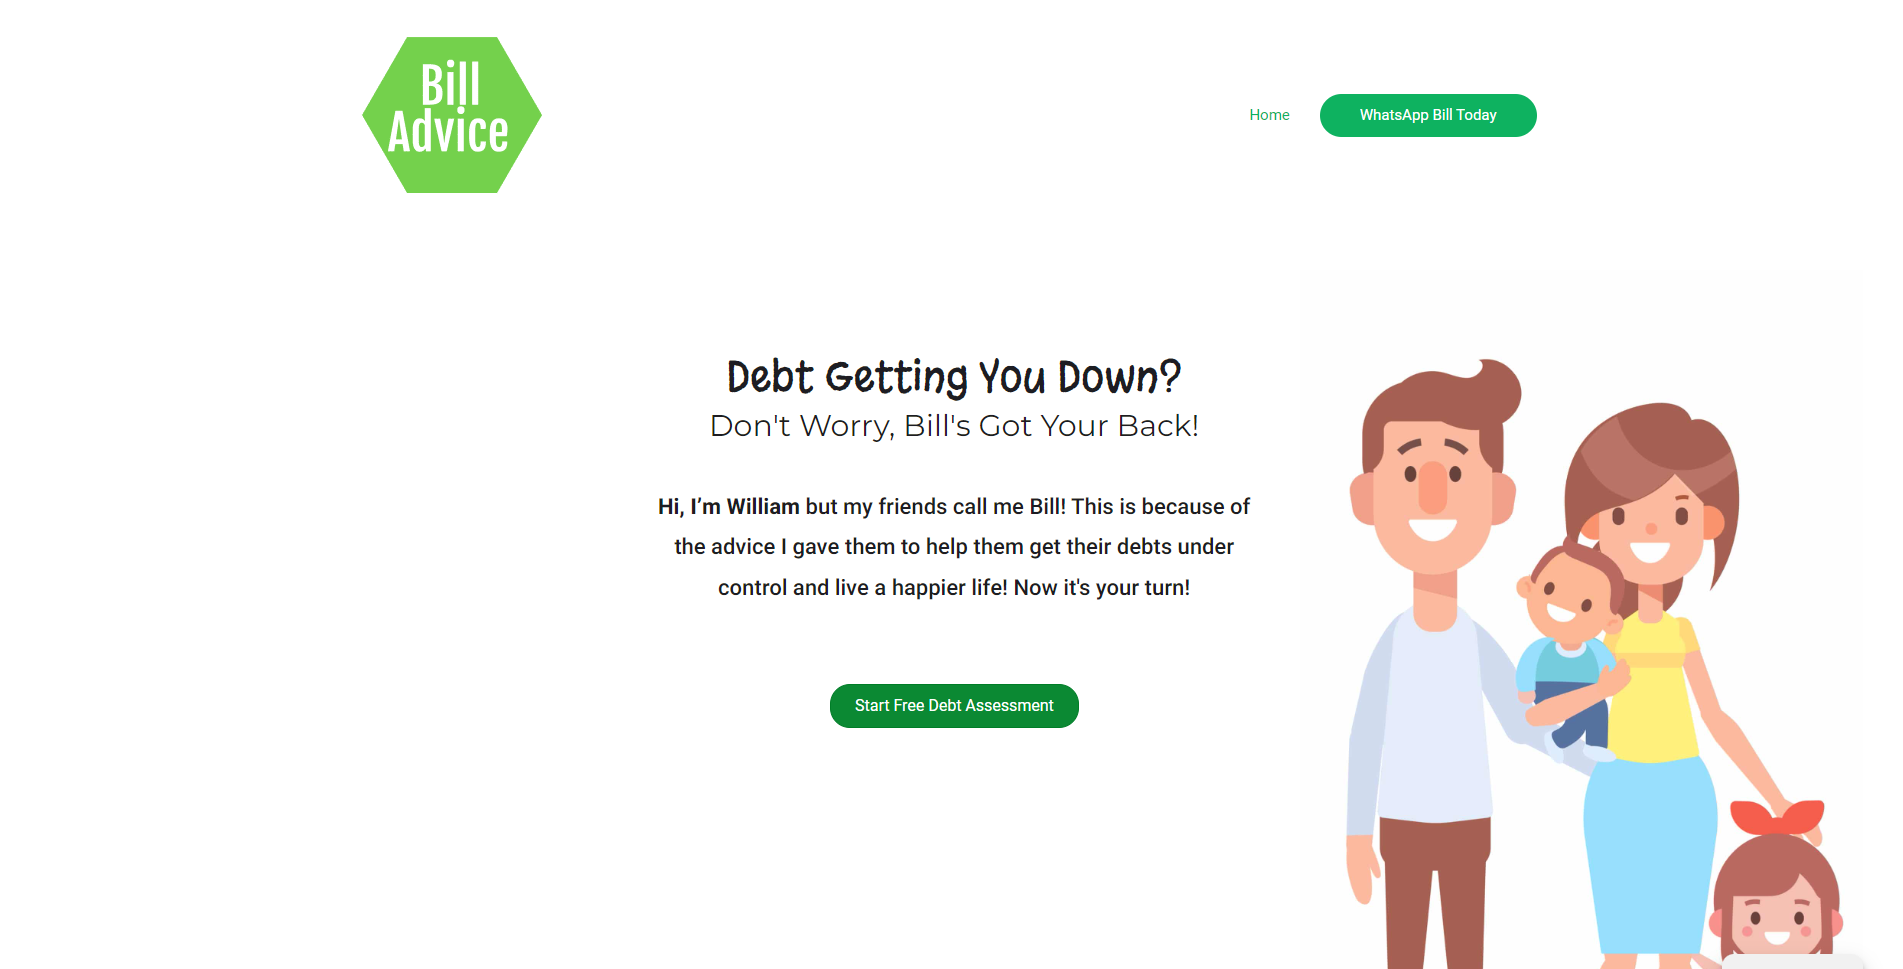 Bill
Advice
Home
WhatsApp Bill Today
Debt Getting You Down?
Don't Worry, Bill's Got Your Back!
Hi, I’m William but my friends call me Bill! This is because of
the advice I gave them to help them get their debts under
control and live a happier life! Now it's your turn!
Start Free Debt Assessment